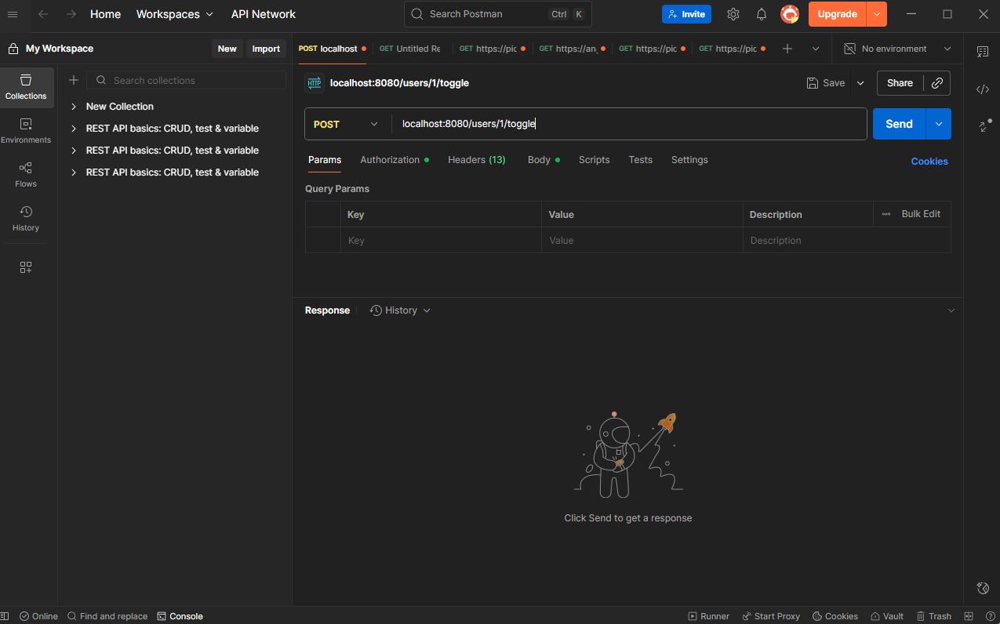 Home Workspaces API Network Search Postman Ctrl K Invite Upgrade
My Workspace New Import
POST localhost GET Untitled Re GET https://pic GET https://an GET https://pic GET https://pic No environment
Search collections
Collections
Environments
Flows
History
New Collection
REST API basics: CRUD, test & variable
REST API basics: CRUD, test & variable
REST API basics: CRUD, test & variable
HTTP localhost:8080/users/1/toggle Save Share
POST localhost:8080/users/1/toggle Send
Params Authorization Headers (13) Body Scripts Tests Settings Cookies
Query Params
Key Value Description Bulk Edit
Key Value Description
Response History
Click Send to get a response
Online Find and replace Console Runner Start Proxy Cookies Vault Trash